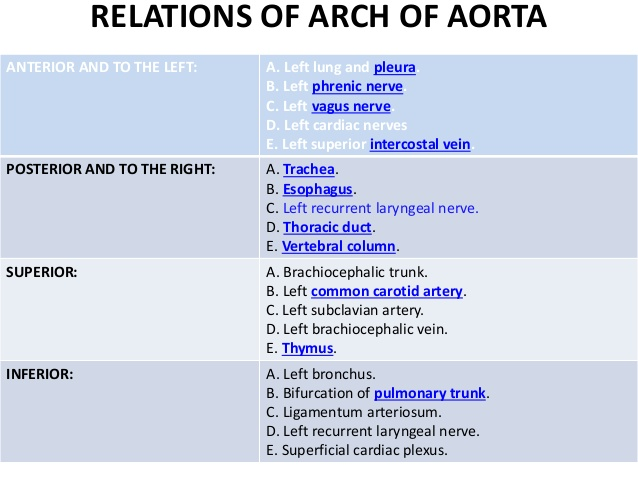 RELATIONS OF ARCH OF AORTA
ANTERIOR AND TO THE LEFT:
A. Left lung and pleura.
B. Left phrenic nerve.
C. Left vagus nerve.
D. Left cardiac nerves
E. Left superior intercostal vein.
POSTERIOR AND TO THE RIGHT:
A. Trachea.
B. Esophagus.
C. Left recurrent laryngeal nerve.
D. Thoracic duct.
E. Vertebral column.
SUPERIOR:
A. Brachiocephalic trunk.
B. Left common carotid artery.
C. Left subclavian artery.
D. Left brachiocephalic vein.
E. Thymus.
INFERIOR:
A. Left bronchus.
B. Bifurcation of pulmonary trunk.
C. Ligamentum arteriosum.
D. Left recurrent laryngeal nerve.
E. Superficial cardiac plexus.